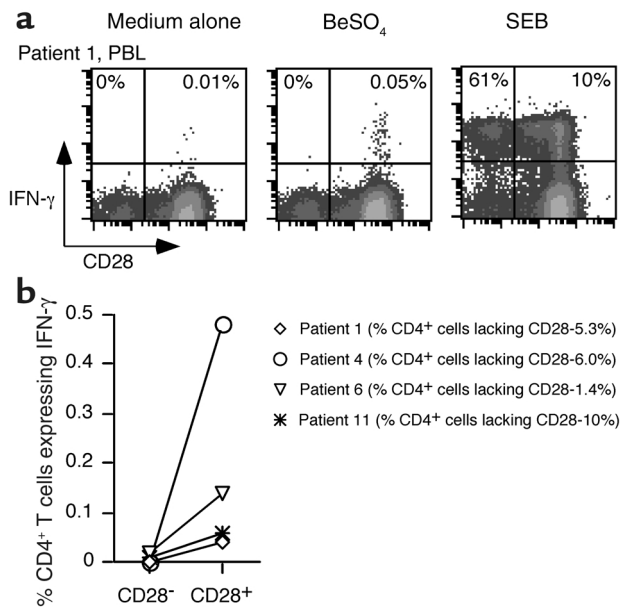 a
Medium alone BeSO4 SEB
Patient 1, PBL
0% 0.01% 0% 0.05% 61% 10%
IFN-γ
CD28
b
% CD4+ T cells expressing IFN-γ
0.5
0.4
0.3
0.2
0.1
0
CD28- CD28+
Patient 1 (% CD4+ cells lacking CD28-5.3%)
Patient 4 (% CD4+ cells lacking CD28-6.0%)
Patient 6 (% CD4+ cells lacking CD28-1.4%)
Patient 11 (% CD4+ cells lacking CD28-10%)